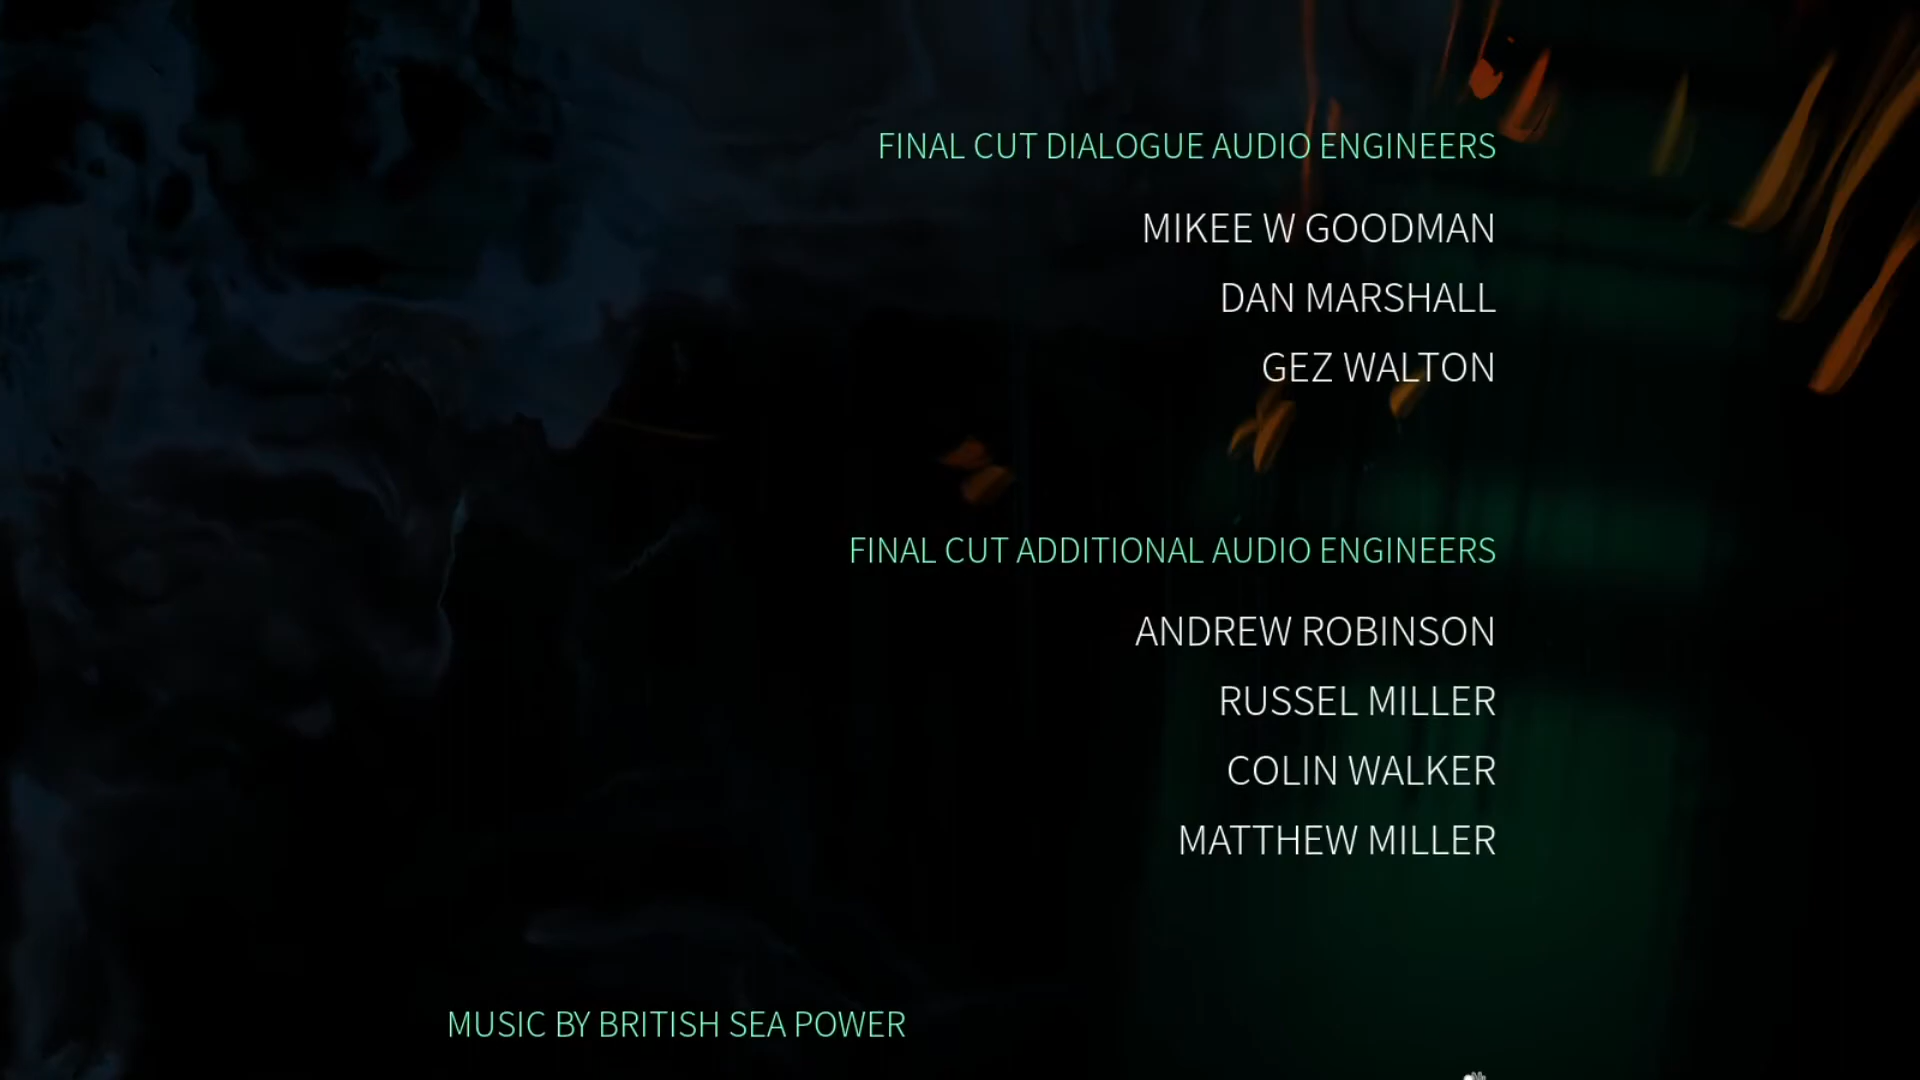 FINAL CUT DIALOGUE AUDIO ENGINEERS
MIKEE W GOODMAN
DAN MARSHALL
GEZ WALTON
FINAL CUT ADDITIONAL AUDIO ENGINEERS
ANDREW ROBINSON
RUSSEL MILLER
COLIN WALKER
MATTHEW MILLER
MUSIC BY BRITISH SEA POWER